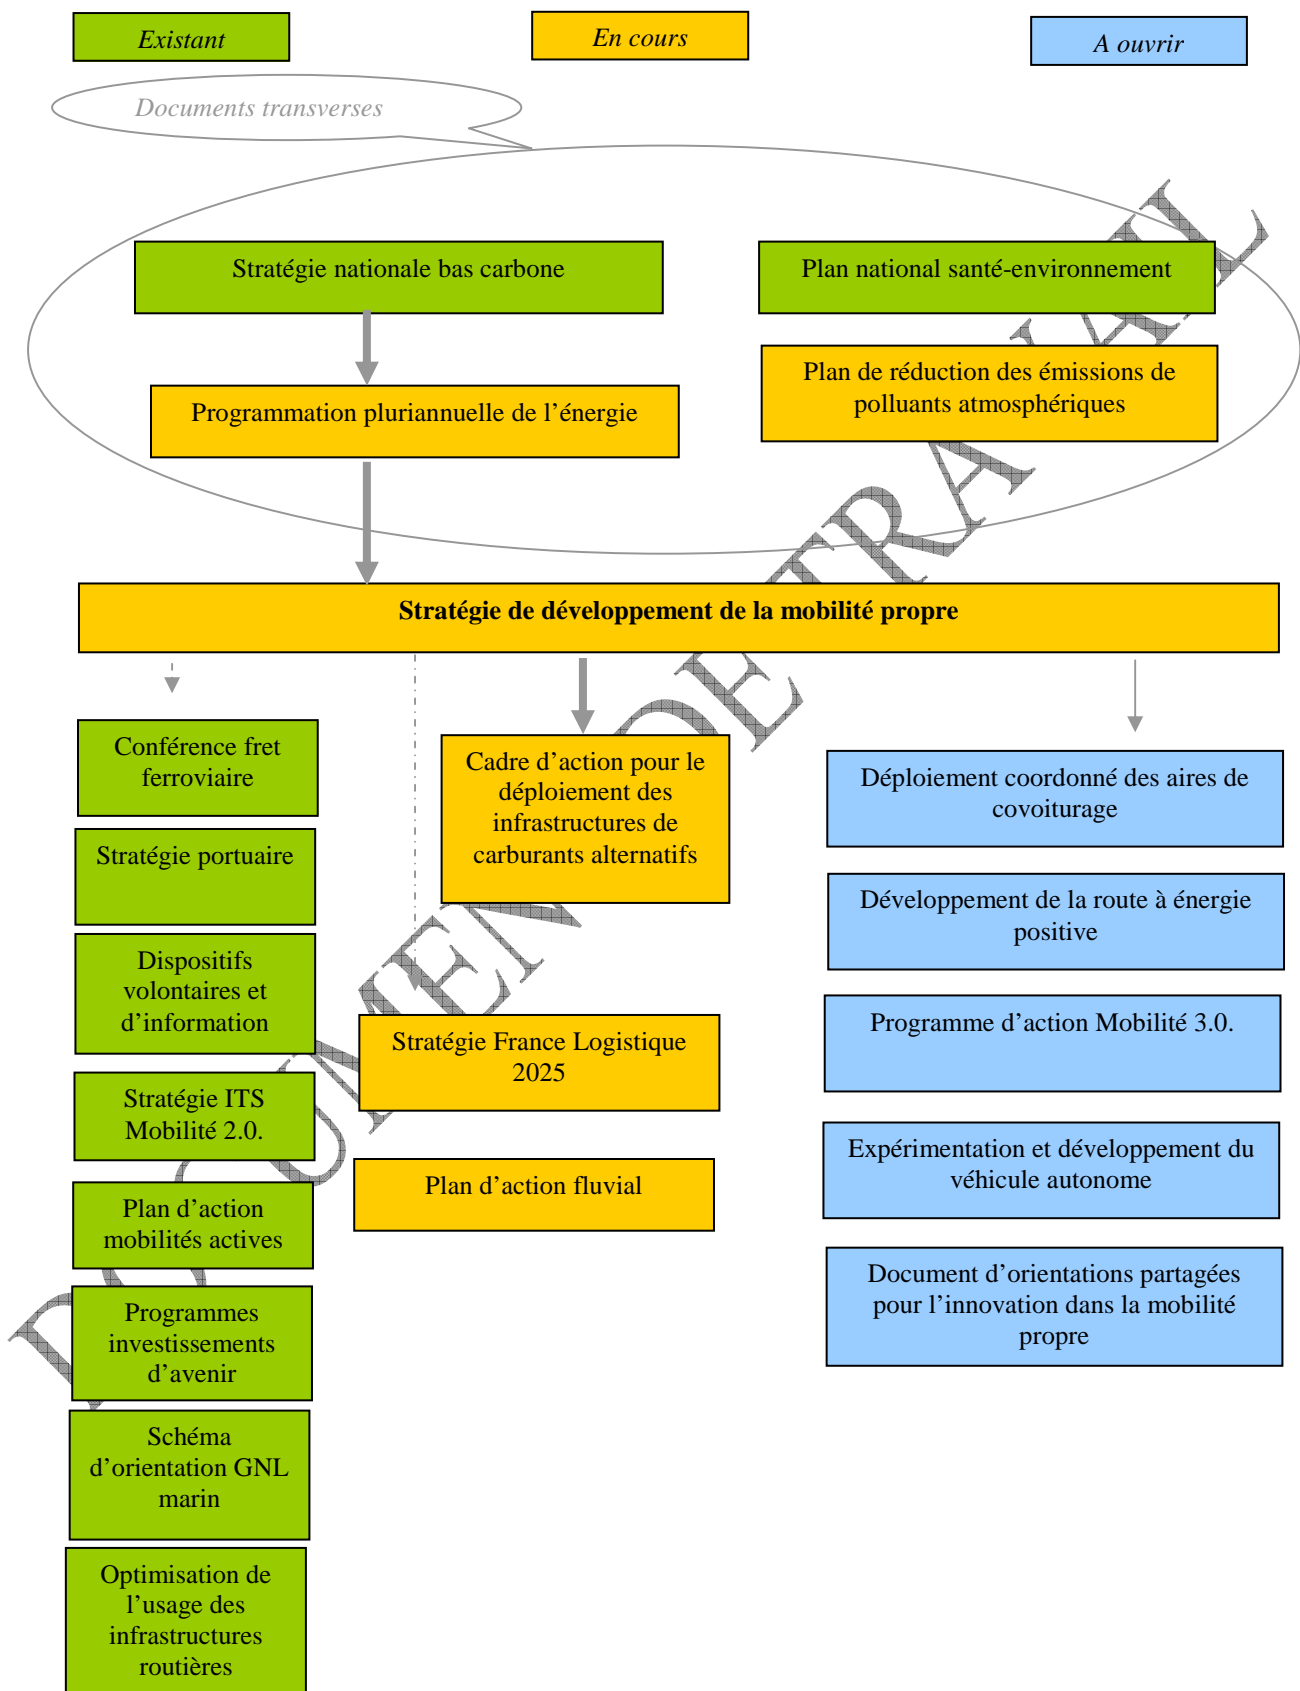 Existant
En cours
A ouvrir
Documents transverses
Stratégie nationale bas carbone
Plan national santé-environnement
Programmation pluriannuelle de l’énergie
Plan de réduction des émissions de
polluants atmosphériques
Stratégie de développement de la mobilité propre
Conférence fret
ferroviaire
Stratégie portuaire
Dispositifs
volontaires et
d’information
Stratégie ITS
Mobilité 2.0.
Plan d’action
mobilités actives
Programmes
investissements
d’avenir
Schéma
d’orientation GNL
marin
Optimisation de
l’usage des
infrastructures
routières
Cadre d’action pour le
déploiement des
infrastructures de
carburants alternatifs
Stratégie France Logistique
2025
Plan d’action fluvial
Déploiement coordonné des aires de
covoiturage
Développement de la route à énergie
positive
Programme d’action Mobilité 3.0.
Expérimentation et développement du
véhicule autonome
Document d’orientations partagées
pour l’innovation dans la mobilité
propre
DOCUMENT DE TRAVAIL